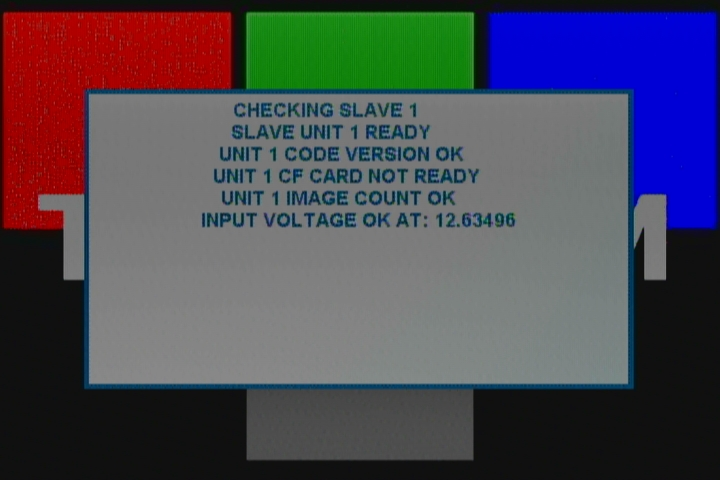 CHECKING SLAVE 1
SLAVE UNIT 1 READY
UNIT 1 CODE VERSION OK
UNIT 1 CF CARD NOT READY
UNIT 1 IMAGE COUNT OK
INPUT VOLTAGE OK AT: 12.63496